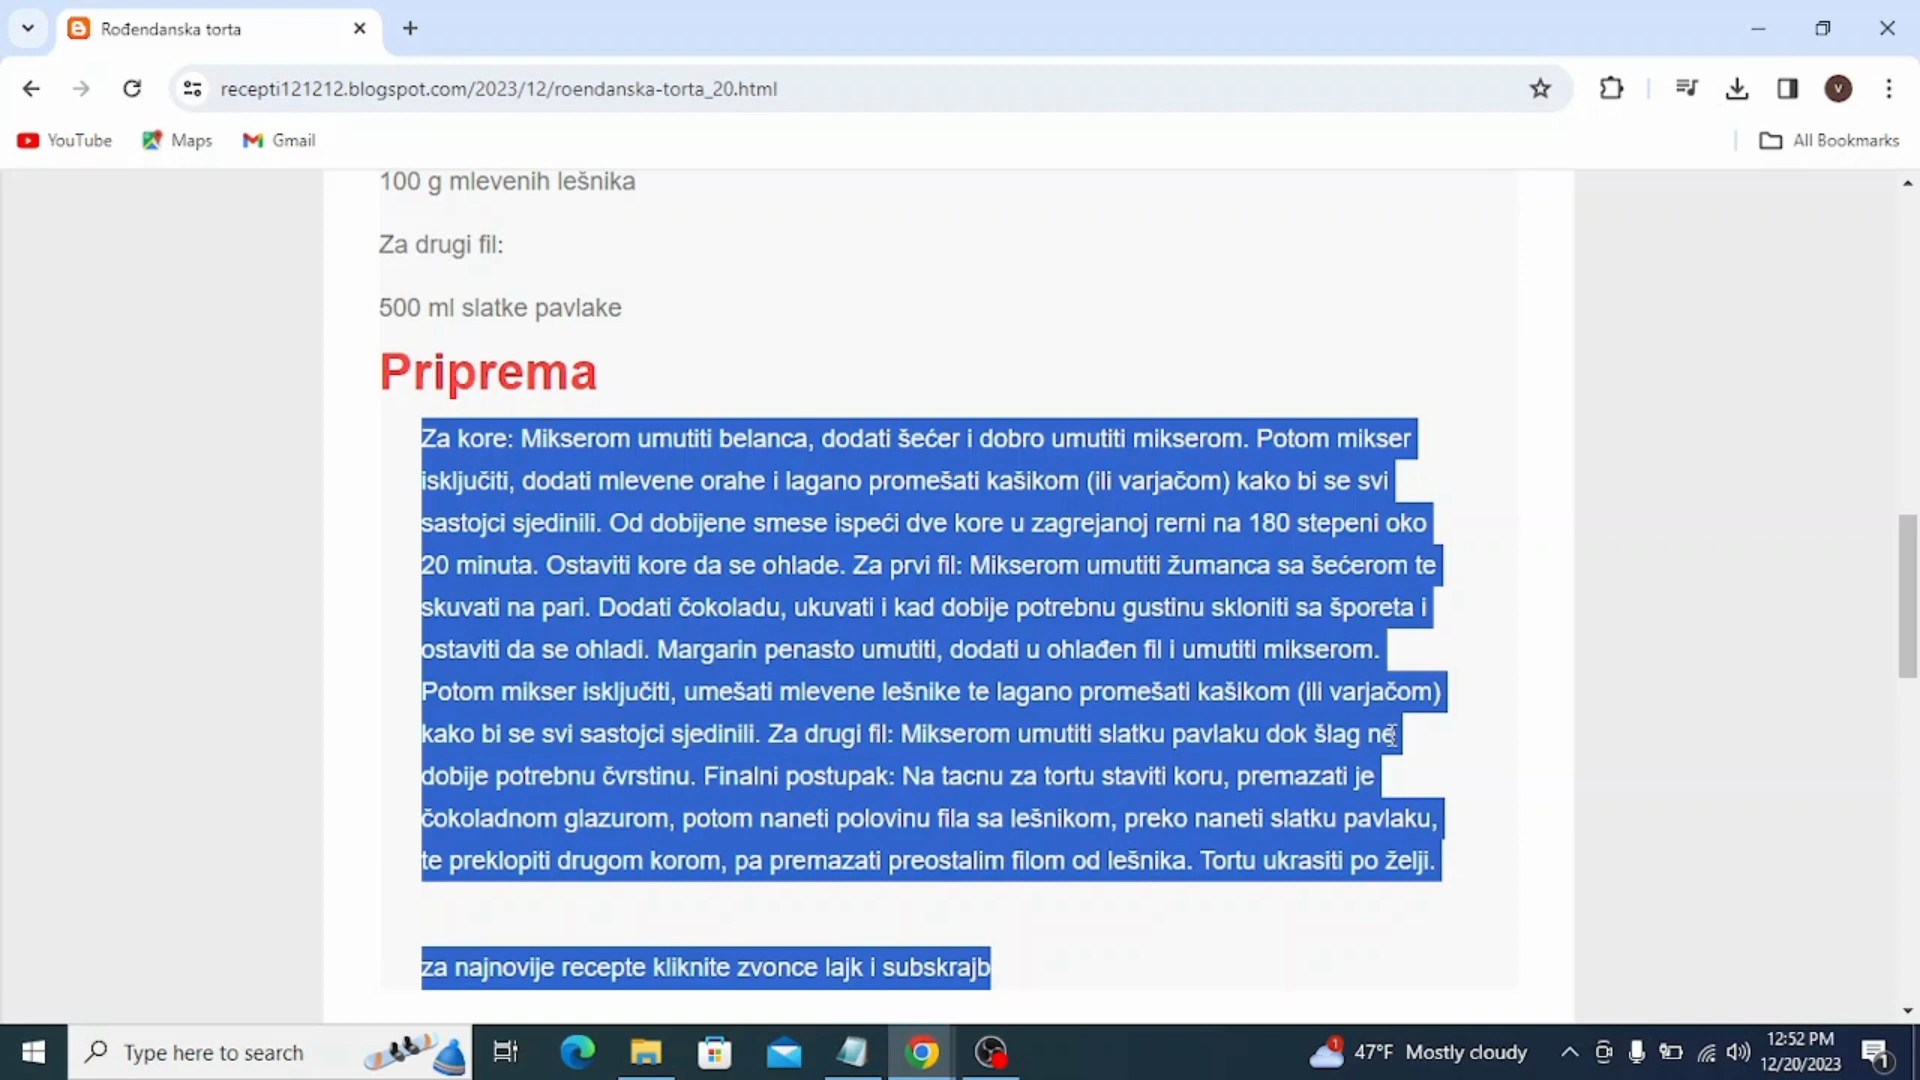 Rođendanska torta
recepti121212.blogspot.com/2023/12/roendanska-torta_20.html
V
YouTube
Maps
Gmail
All Bookmarks
100 g mlevenih lešnika
Za drugi fil:
500 ml slatke pavlake
Priprema
Za kore: Mikserom umutiti belanca, dodati šećer i dobro umutiti mikserom. Potom mikser
isključiti, dodati mlevene orahe i lagano promešati kašikom (ili varjačom) kako bi se svi
sastojci sjedinili. Od dobijene smese ispeći dve kore u zagrejanoj rerni na 180 stepeni oko
20 minuta. Ostaviti kore da se ohlade. Za prvi fil: Mikserom umutiti žumanca sa šećerom te
skuvati na pari. Dodati čokoladu, ukuvati i kad dobije potrebnu gustinu skloniti sa šporeta i
ostaviti da se ohladi. Margarin penasto umutiti, dodati u ohlađen fil i umutiti mikserom.
Potom mikser isključiti, umešati mlevene lešnike te lagano promešati kašikom (ili varjačom)
kako bi se svi sastojci sjedinili. Za drugi fil: Mikserom umutiti slatku pavlaku dok šlag ne
dobije potrebnu čvrstinu. Finalni postupak: Na tacnu za tortu staviti koru, premazati je
čokoladnom glazurom, potom naneti polovinu fila sa lešnikom, preko naneti slatku pavlaku,
te preklopiti drugom korom, pa premazati preostalim filom od lešnika. Tortu ukrasiti po želji.
za najnovije recepte kliknite zvonce lajk i subskrajb
Type here to search
1
47°F Mostly cloudy
12:52 PM
12/20/2023
1